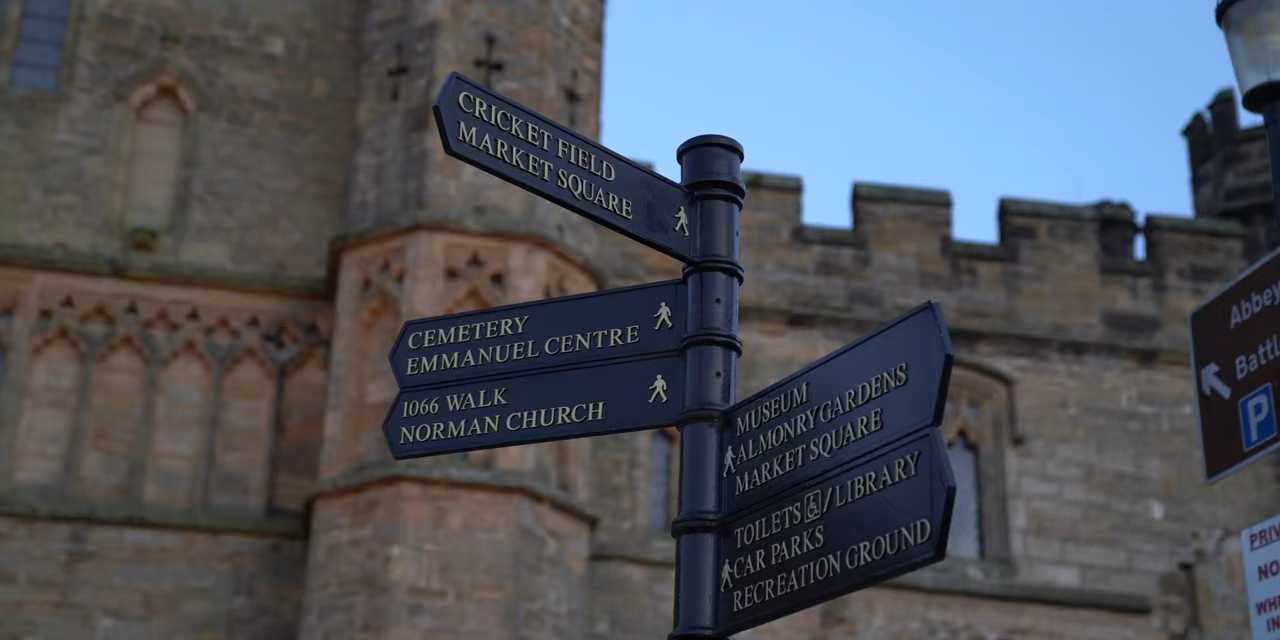 CRICKET FIELD
MARKET SQUARE
CEMETERY
EMMANUEL CENTRE
1066 WALK
NORMAN CHURCH
MUSEUM
ALMONRY GARDENS
MARKET SQUARE
TOILETS / LIBRARY
CAR PARKS
RECREATION GROUND
Abbey
P
NO